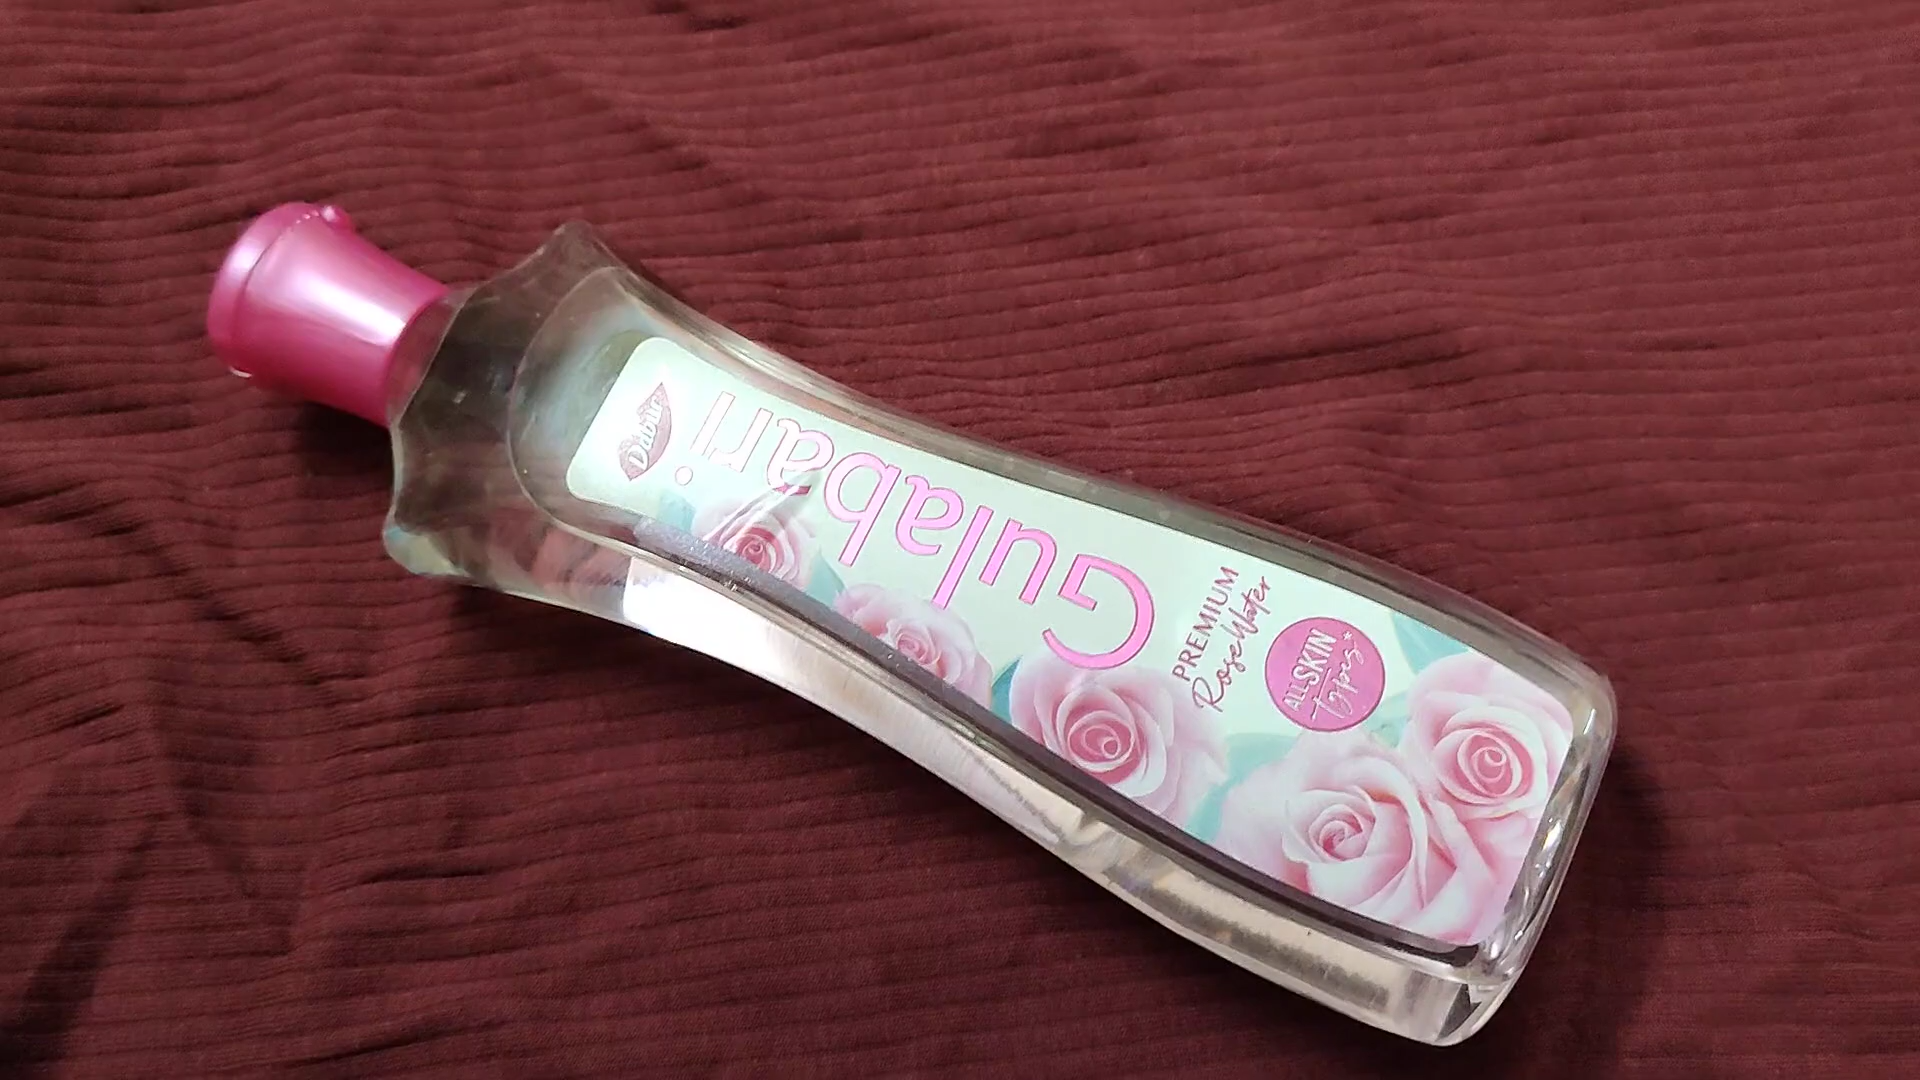 Dabur
Gulabari
PREMIUM
Rose Water
ALL SKIN
types*